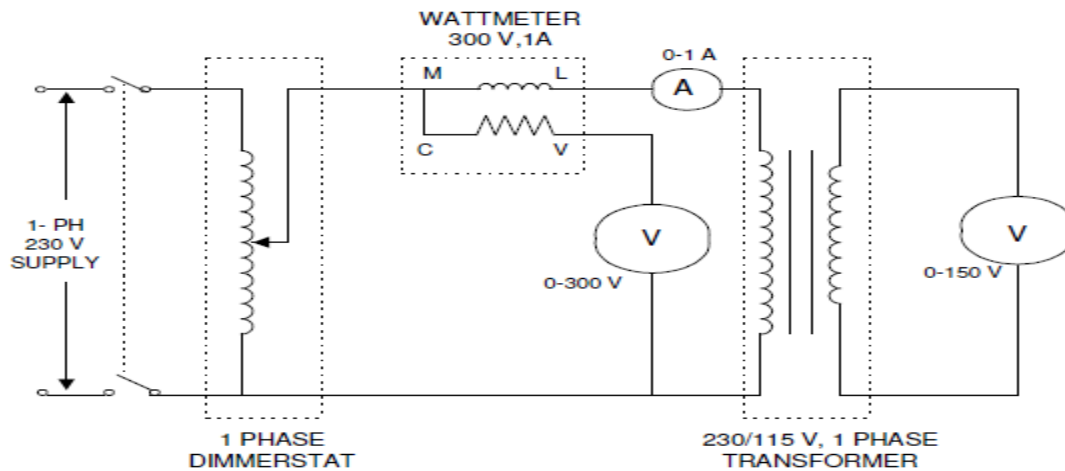 WATTMETER
300 V,1A
0-1 A
M
L
A
C
V
1- PH
230 V
SUPPLY
V
0-300 V
V
0-150 V
1 PHASE
DIMMERSTAT
230/115 V, 1 PHASE
TRANSFORMER